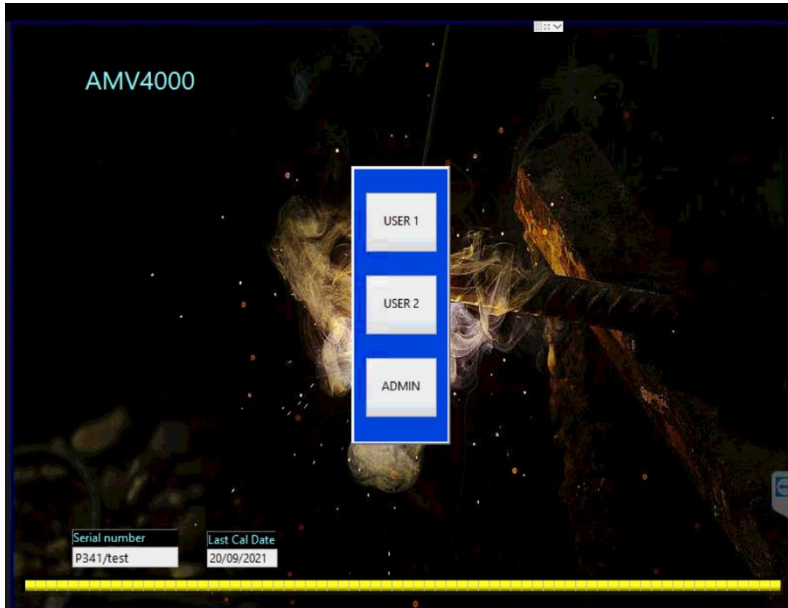 AMV4000
USER 1
USER 2
ADMIN
Serial number
P341/test
Last Cal Date
20/09/2021